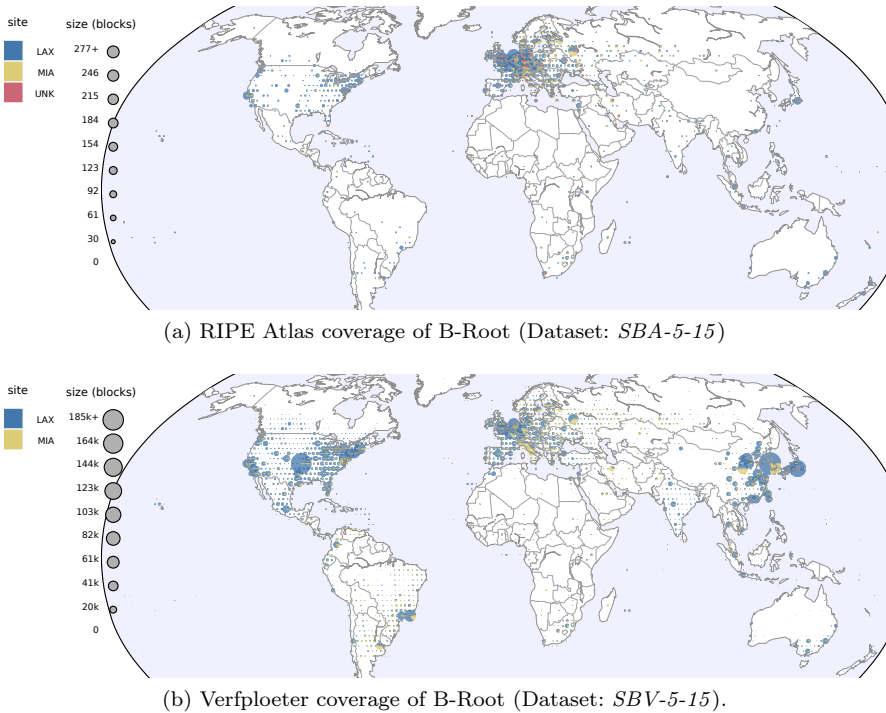 site
size (blocks)
LAX
MIA
UNK
277+
246
215
184
154
123
92
61
30
0
(a) RIPE Atlas coverage of B-Root (Dataset: SBA-5-15)
site
size (blocks)
LAX
MIA
185k+
164k
144k
123k
103k
82k
61k
41k
20k
0
(b) Verfploeter coverage of B-Root (Dataset: SBV-5-15).